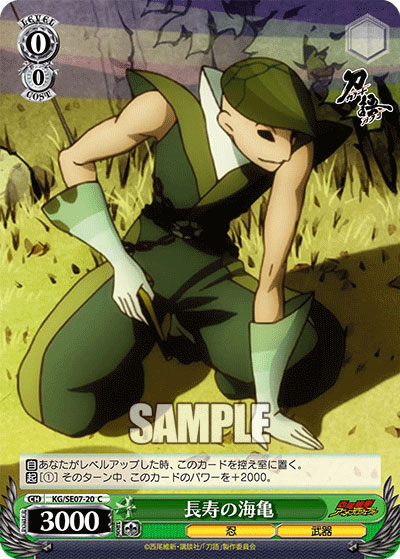 LEVEL
0
0
COST
刀語
SAMPLE
自 あなたがレベルアップした時、このカードを控え室に置く。
起 [①] そのターン中、このカードのパワーを+2000。
CH KG/SE07-20 C
POWER
3000
長寿の海亀
忍
武器
©西尾維新・講談社/「刀語」製作委員会